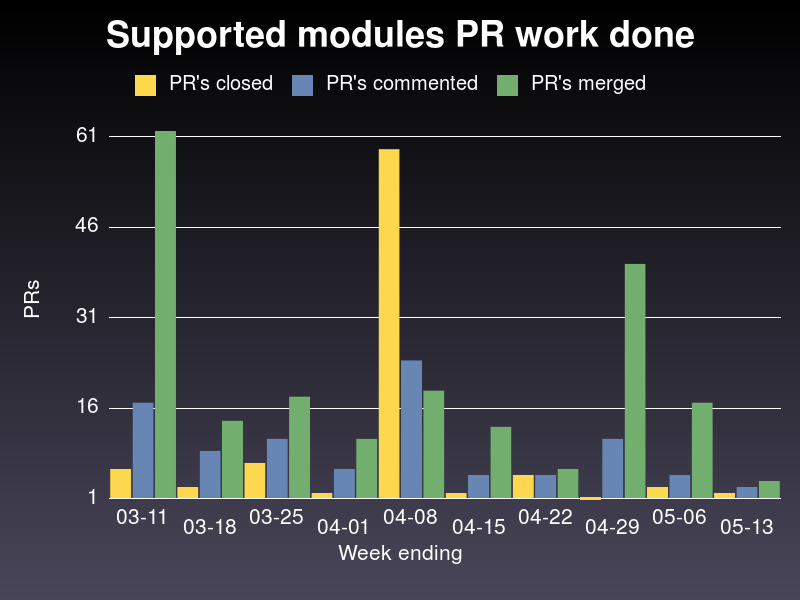 Supported modules PR work done
PR's closed PR's commented PR's merged
61
46
31
16
1
PRs
03-11 03-18 03-25 04-01 04-08 04-15 04-22 04-29 05-06 05-13
Week ending